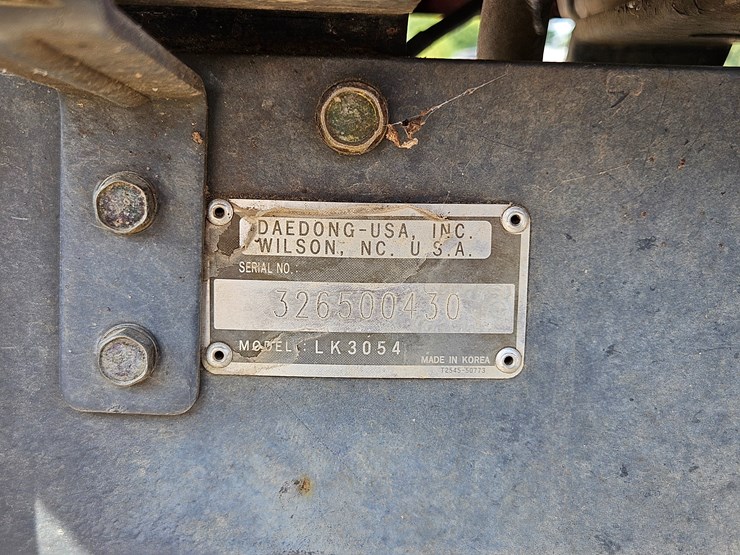 DAEDONG-USA, INC.
WILSON, NC. U.S.A.
SERIAL NO.:
326500430
MODEL: LK3054
MADE IN KOREA
T2545-50773